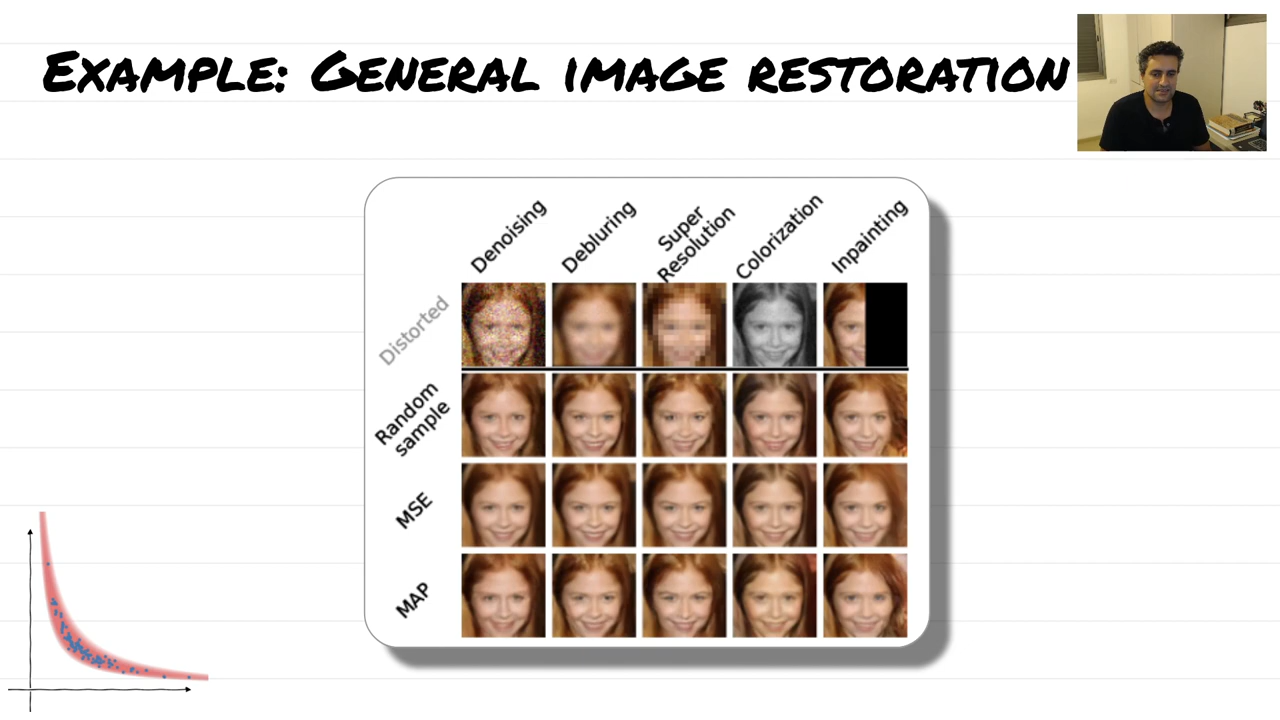 Example: General image restoration
Denoising
Debluring
Super
Resolution
Colorization
Inpainting
Distorted
Random
sample
MSE
MAP